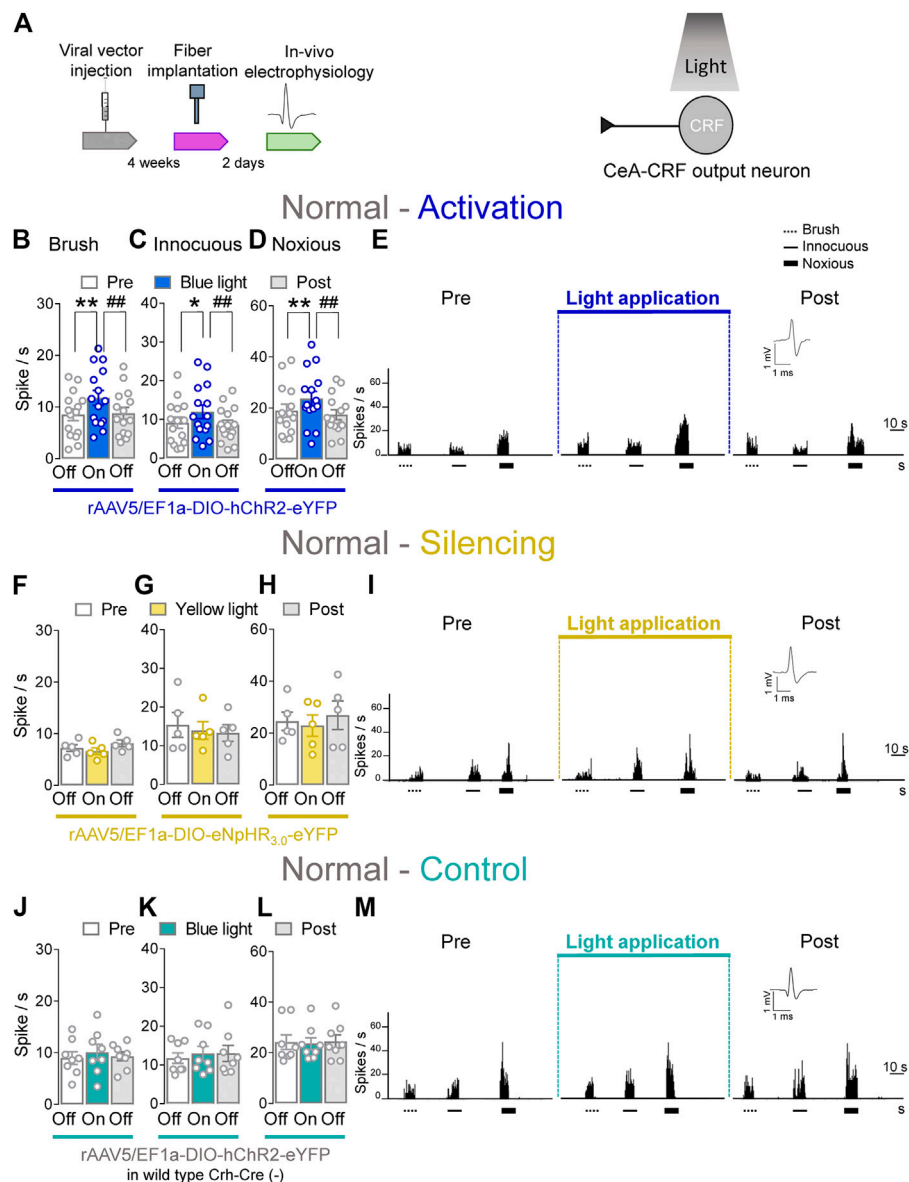 A
Viral vector injection
Fiber implantation
In-vivo electrophysiology
4 weeks
2 days
Light
CRF
CeA-CRF output neuron
Normal - Activation
B Brush
C Innocuous
D Noxious
E
Brush
Innocuous
Noxious
Pre
Blue light
Post
Pre
Light application
Post
Spike / s
30
20
10
0
**
##
Off On Off
40
30
20
10
0
*
##
Off On Off
60
40
20
0
**
##
Off On Off
Spikes / s
60
40
20
0
1 mV
1 ms
10 s
s
rAAV5/EF1a-DIO-hChR2-eYFP
Normal - Silencing
F
G
H
I
Pre
Yellow light
Post
Pre
Light application
Post
Spike / s
30
20
10
0
Off On Off
40
30
20
10
0
Off On Off
60
40
20
0
Off On Off
Spikes / s
60
40
20
0
1 mV
1 ms
10 s
s
rAAV5/EF1a-DIO-eNpHR3.0-eYFP
Normal - Control
J
K
L
M
Pre
Blue light
Post
Pre
Light application
Post
Spike / s
30
20
10
0
Off On Off
40
30
20
10
0
Off On Off
60
40
20
0
Off On Off
Spikes / s
60
40
20
0
1 mV
1 ms
10 s
s
rAAV5/EF1a-DIO-hChR2-eYFP
in wild type Crh-Cre (-)